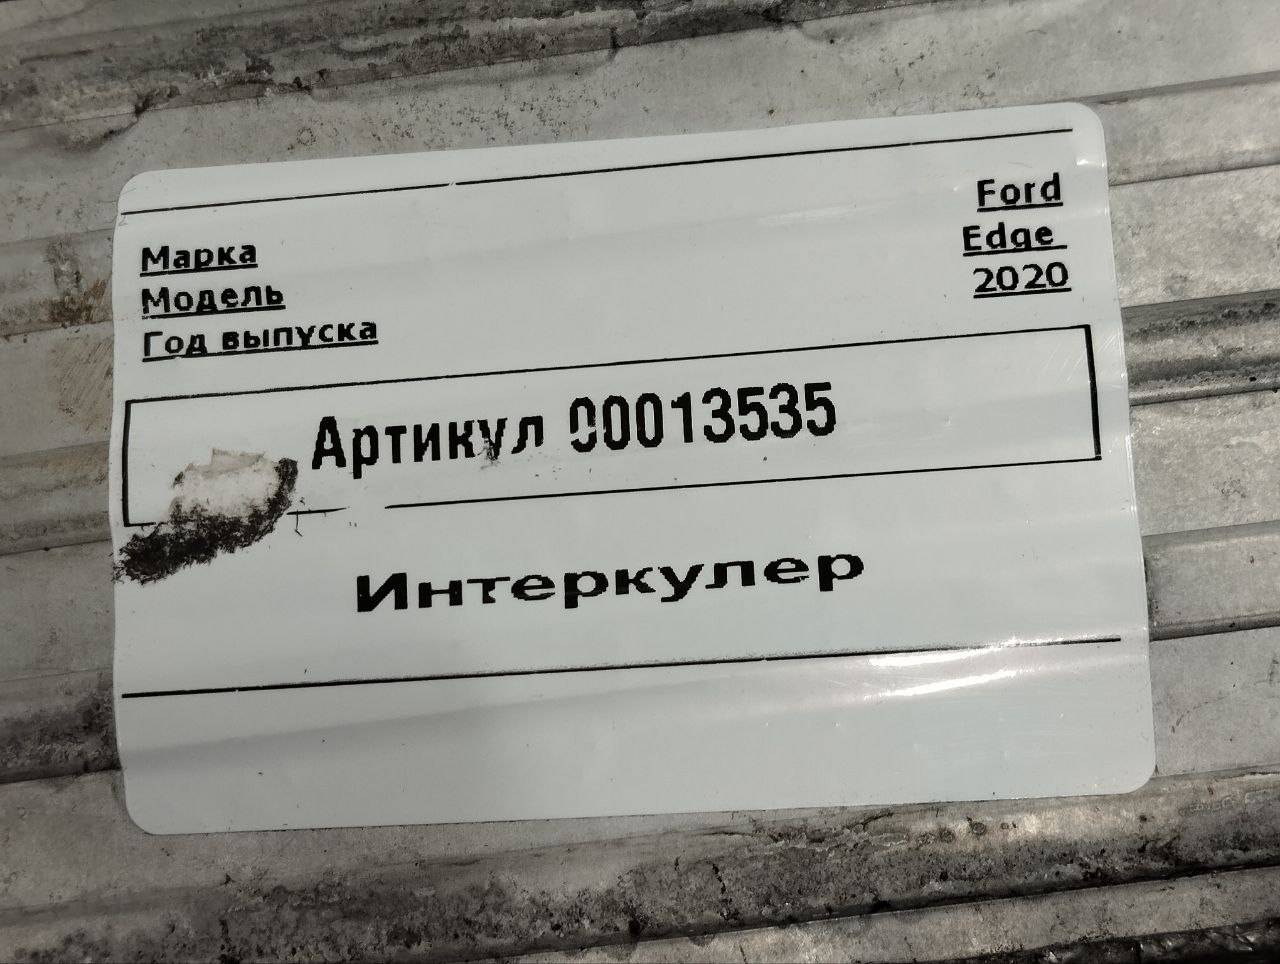 Марка Ford
Модель Edge
Год выпуска 2020
Артикул 00013535
Интеркулер